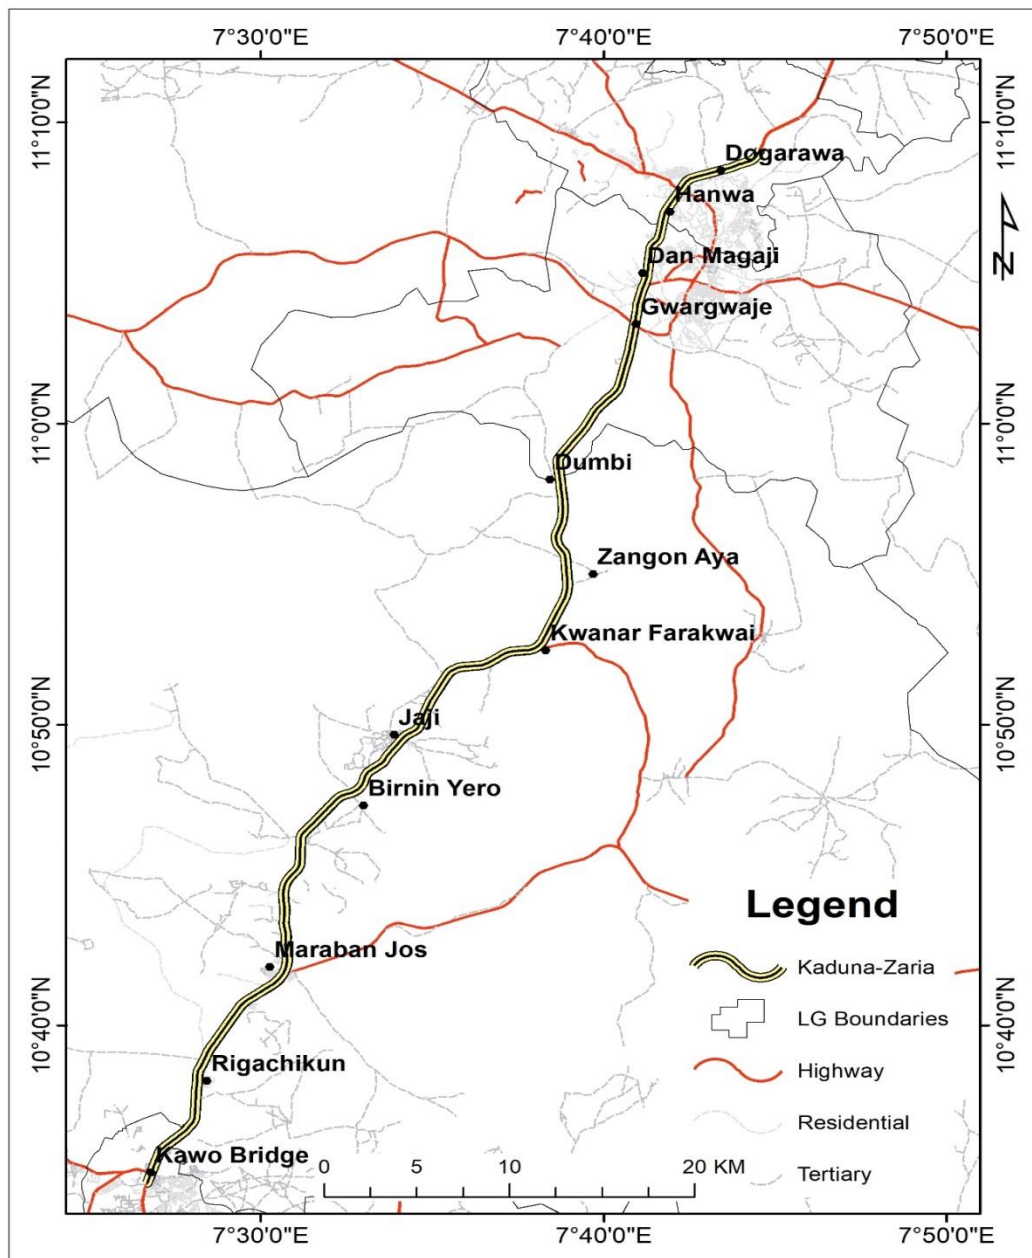 7°30'0"E
7°40'0"E
7°50'0"E
11°10'0"N
11°10'0"N
Dogarawa
Hanwa
N
Dan Magaji
Gwargwaje
11°0'0"N
11°0'0"N
Dumbi
Zangon Aya
Kwanar Farakwai
10°50'0"N
10°50'0"N
Jaji
Birnin Yero
Legend
Maraban Jos
Kaduna-Zaria
10°40'0"N
LG Boundaries
10°40'0"N
Rigachikun
Highway
Residential
Kawo Bridge
0 5 10 20 KM
Tertiary
7°30'0"E
7°40'0"E
7°50'0"E